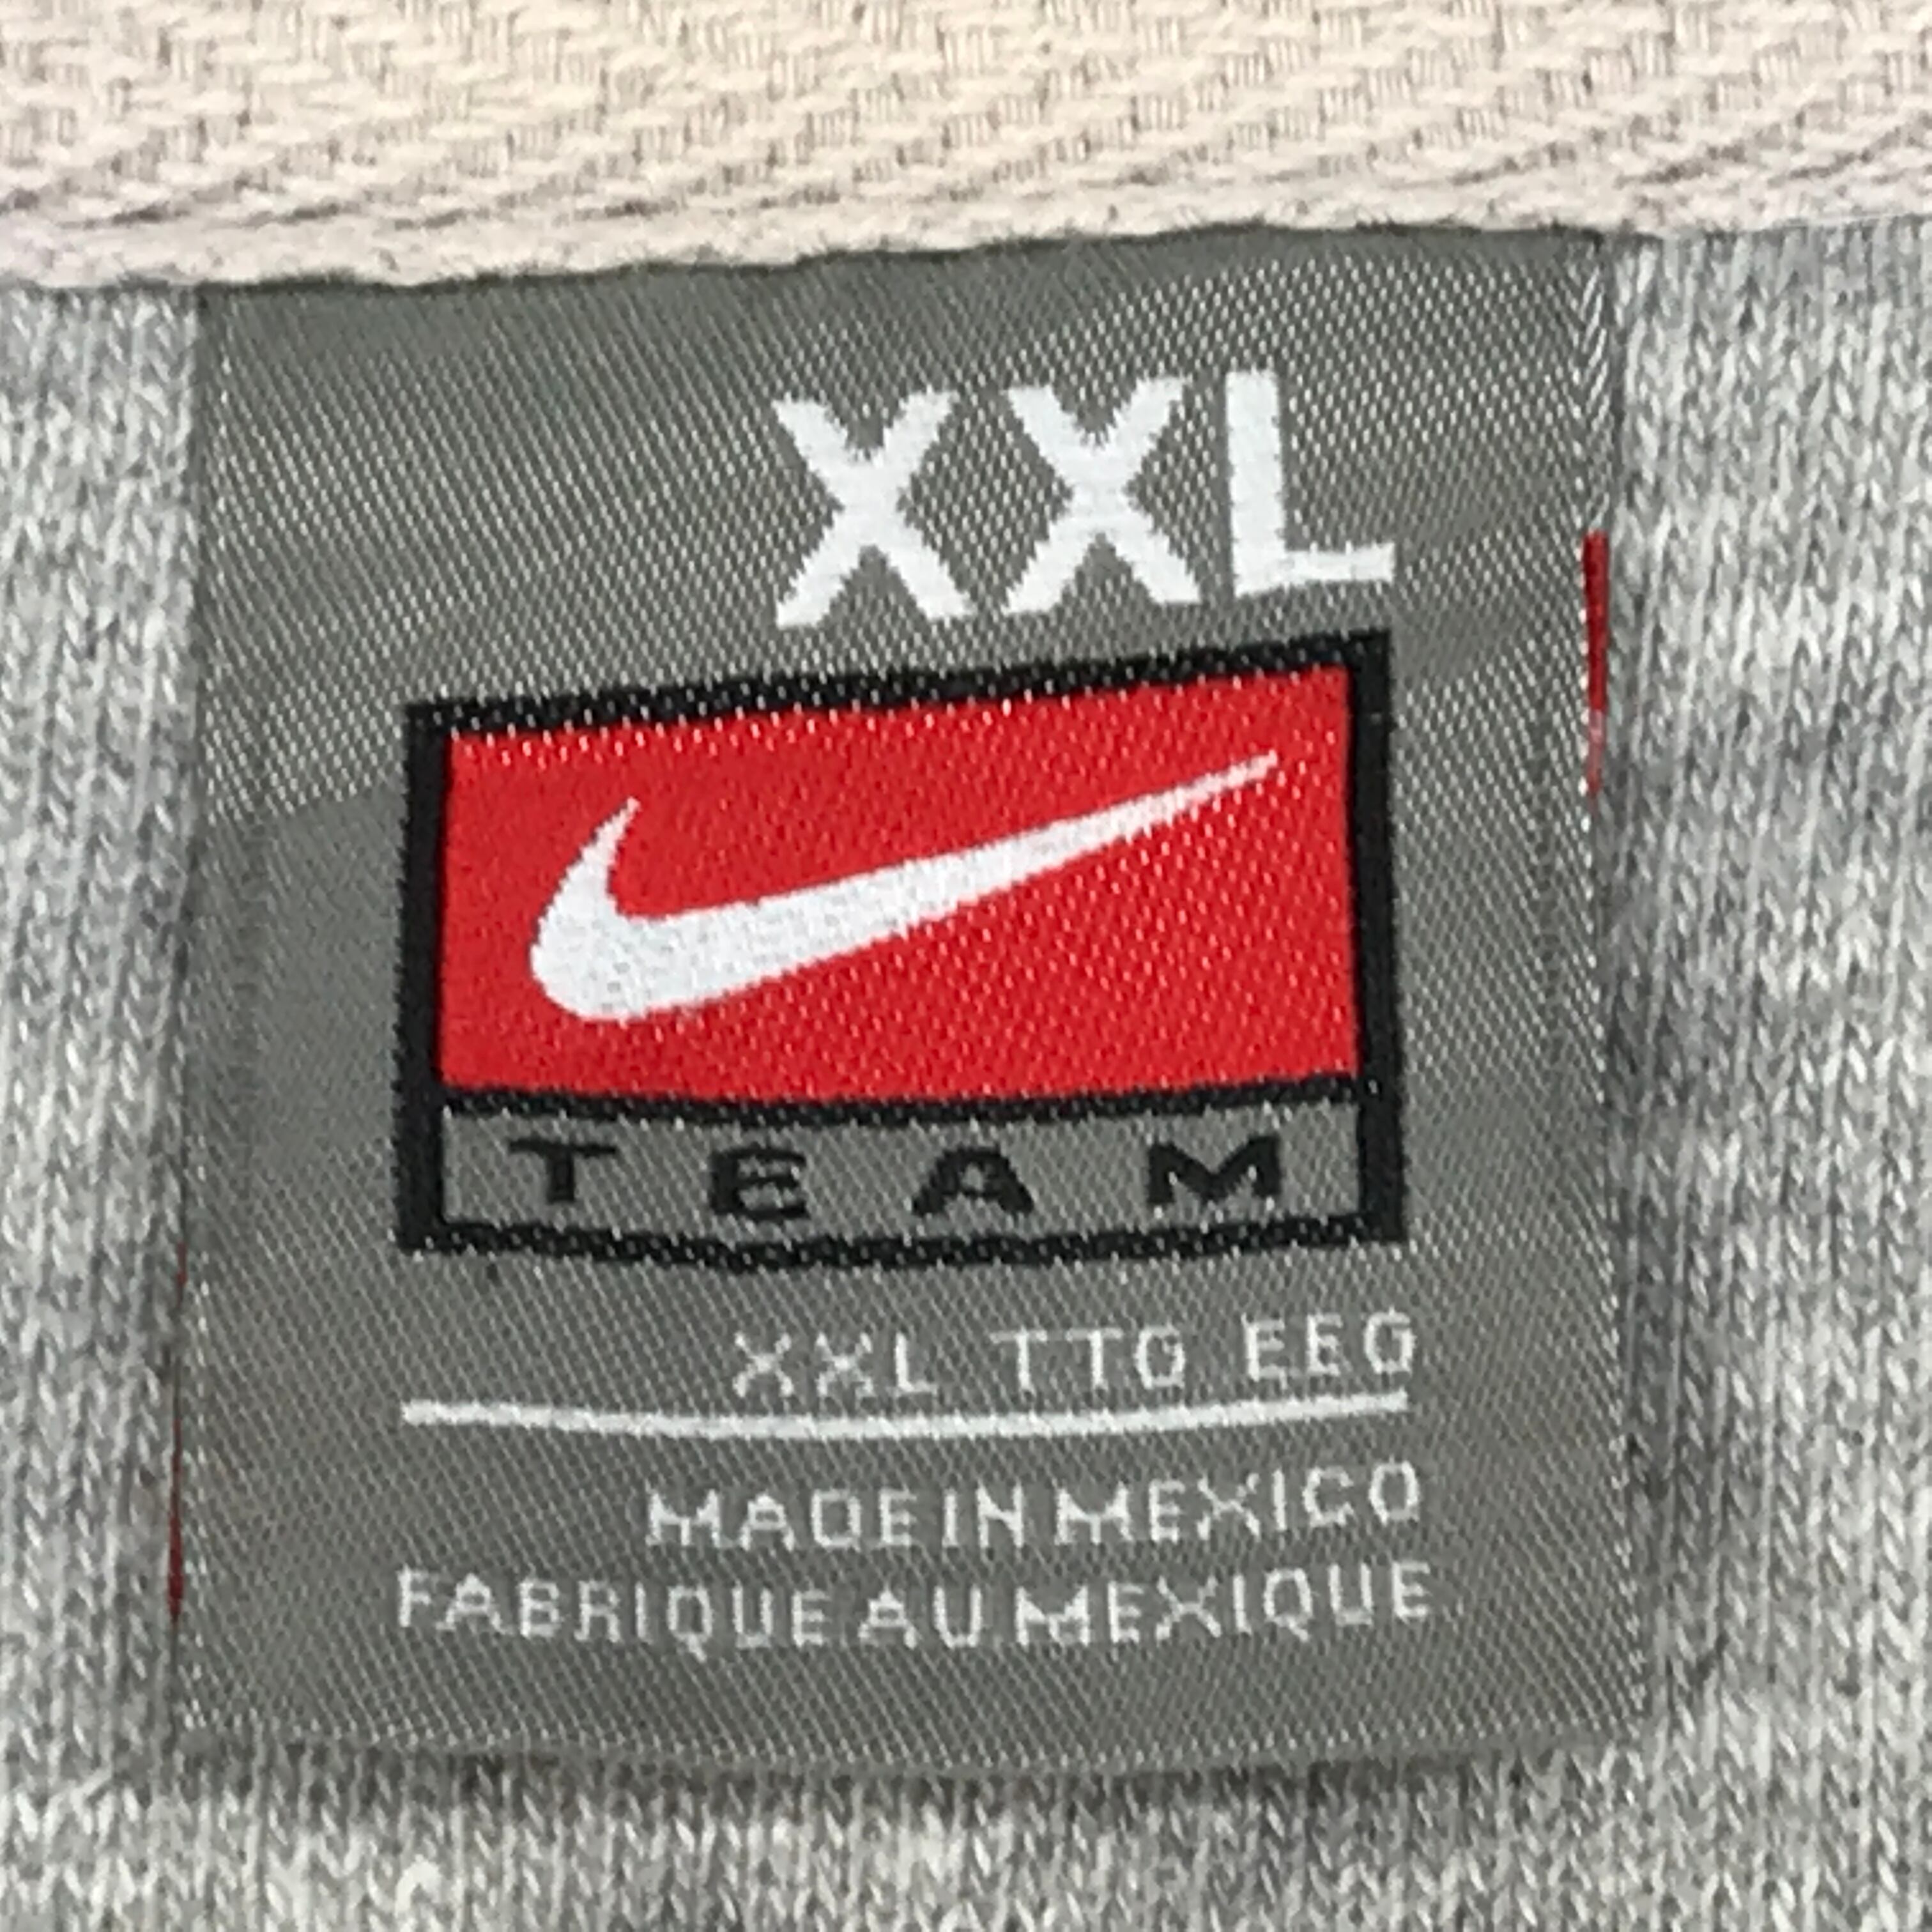 XXL
TEAM
XXL TTG EEG
MADE IN MEXICO
FABRIQUE AU MEXIQUE